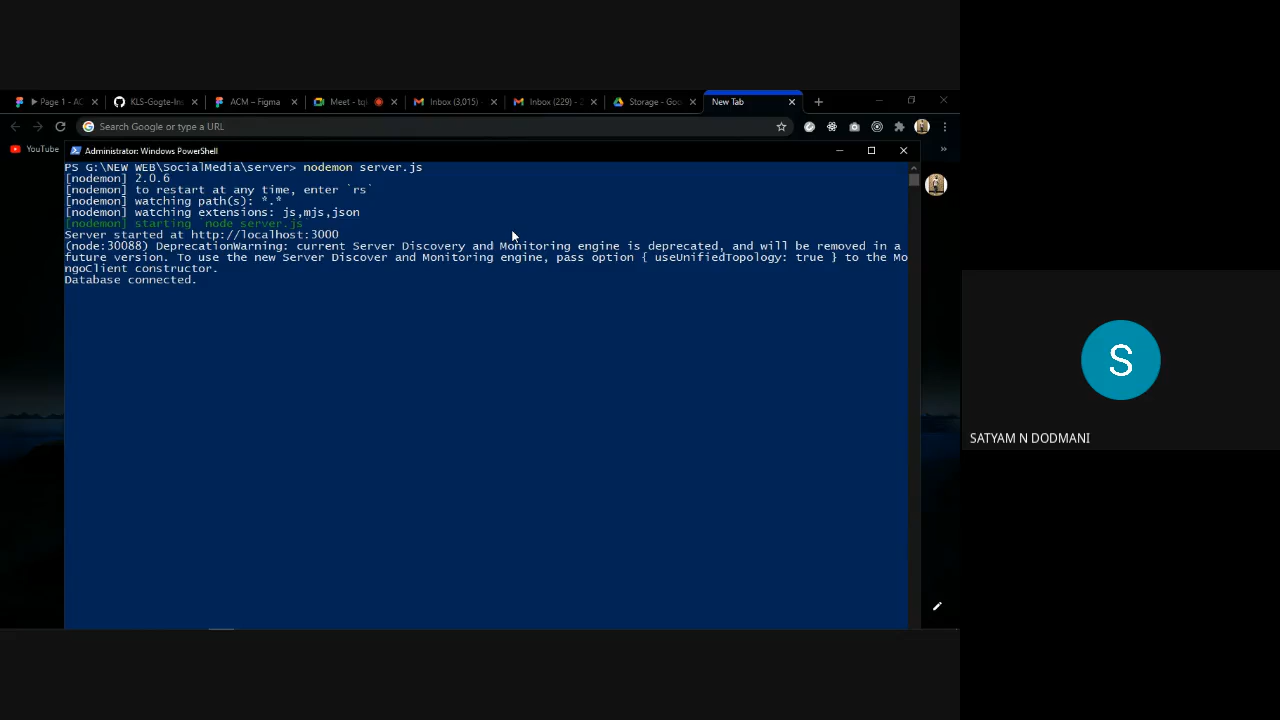 Page 1 - AC
KLS-Gogte-Ins
ACM – Figma
Meet - tq
Inbox (3,015) -
Inbox (229) - 2
Storage - Goo
New Tab
Search Google or type a URL
YouTube
»
Administrator: Windows PowerShell
PS G:\NEW WEB\SocialMedia\server> nodemon server.js
[nodemon] 2.0.6
[nodemon] to restart at any time, enter `rs`
[nodemon] watching path(s): *.*
[nodemon] watching extensions: js,mjs,json
[nodemon] starting `node server.js`
Server started at http://localhost:3000
(node:30088) DeprecationWarning: current Server Discovery and Monitoring engine is deprecated, and will be removed in a
future version. To use the new Server Discover and Monitoring engine, pass option { useUnifiedTopology: true } to the Mo
ngoClient constructor.
Database connected.
S
SATYAM N DODMANI